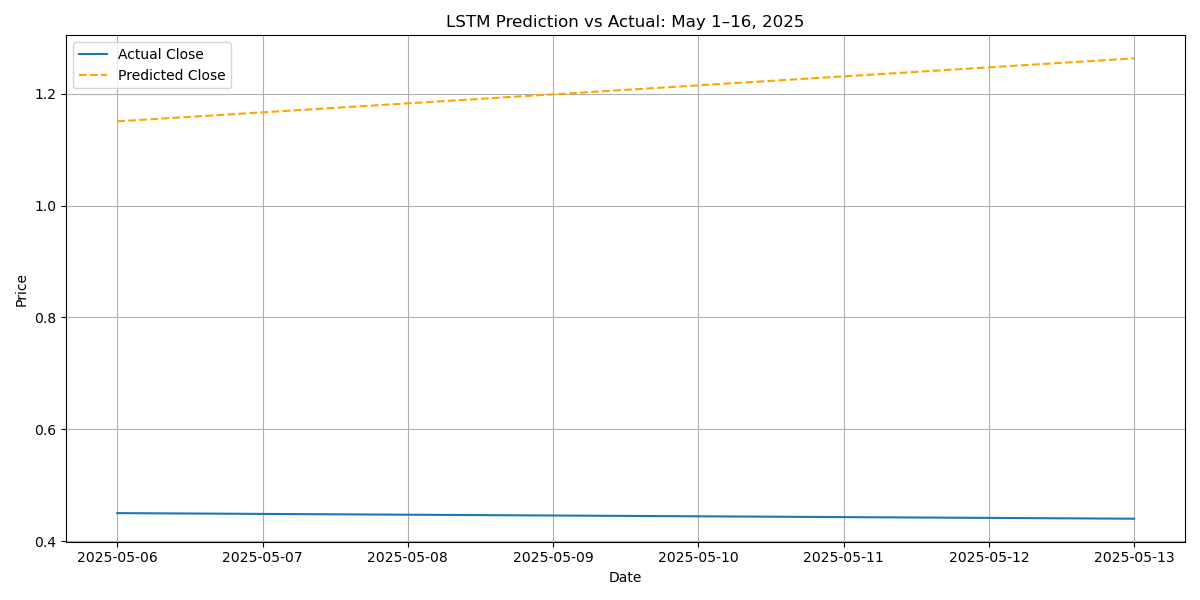 LSTM Prediction vs Actual: May 1–16, 2025
Actual Close
Predicted Close
Price
1.2
1.0
0.8
0.6
0.4
2025-05-06 2025-05-07 2025-05-08 2025-05-09 2025-05-10 2025-05-11 2025-05-12 2025-05-13
Date